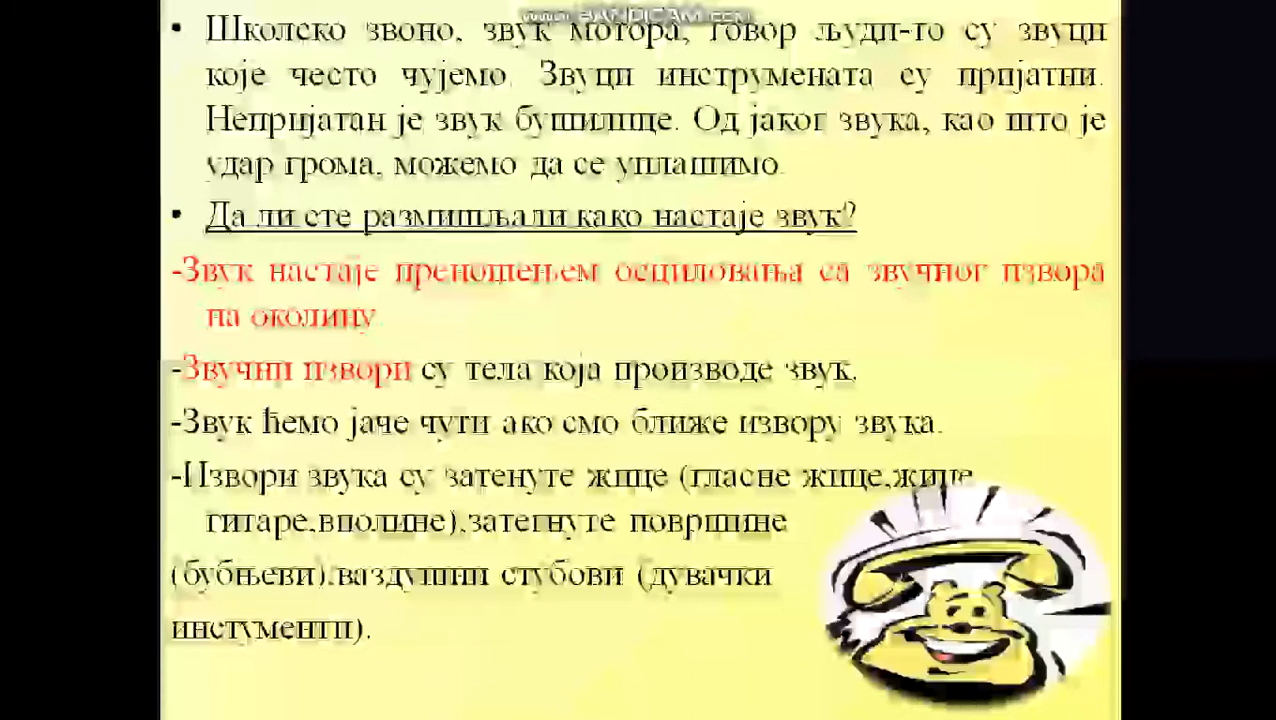 www.BANDICAM.com
• Школско звоно, звук мотора, говор људи-то су звуци
које често чујемо. Звуци инструмената су пријатни.
Непријатан је звук бушилице. Од јаког звука, као што је
удар грома, можемо да се уплашимо.
• Да ли сте размишљали како настаје звук?
-Звук настаје преношењем осциловања са звучног извора
на околину
-Звучни извори су тела која производе звук.
-Звук ћемо јаче чути ако смо ближе извору звука.
-Извори звука су затенуте жице (гласне жице,жице
гитаре,виолине),затегнуте површине
(бубњеви),ваздушни стубови (дувачки
инстументи).